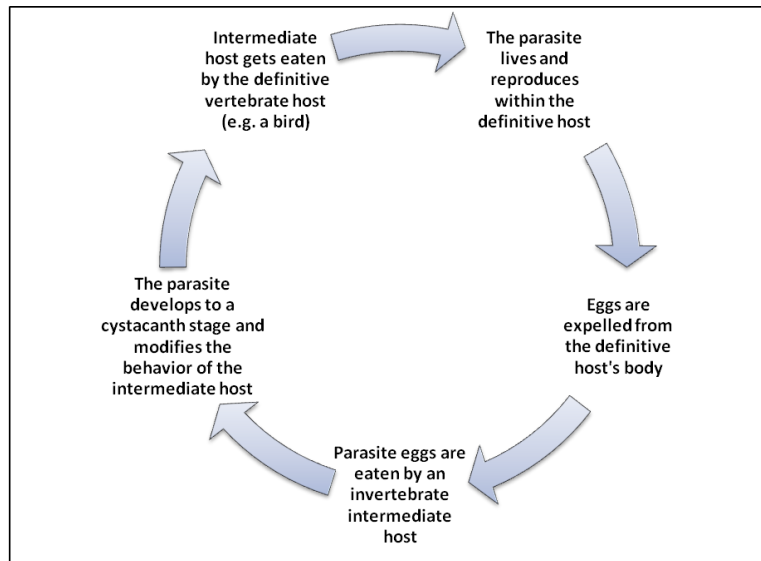 Intermediate
host gets eaten
by the definitive
vertebrate host
(e.g. a bird)
The parasite
lives and
reproduces
within the
definitive host
Eggs are
expelled from
the definitive
host's body
Parasite eggs are
eaten by an
invertebrate
intermediate
host
The parasite
develops to a
cystacanth stage and
modifies the
behavior of the
intermediate host